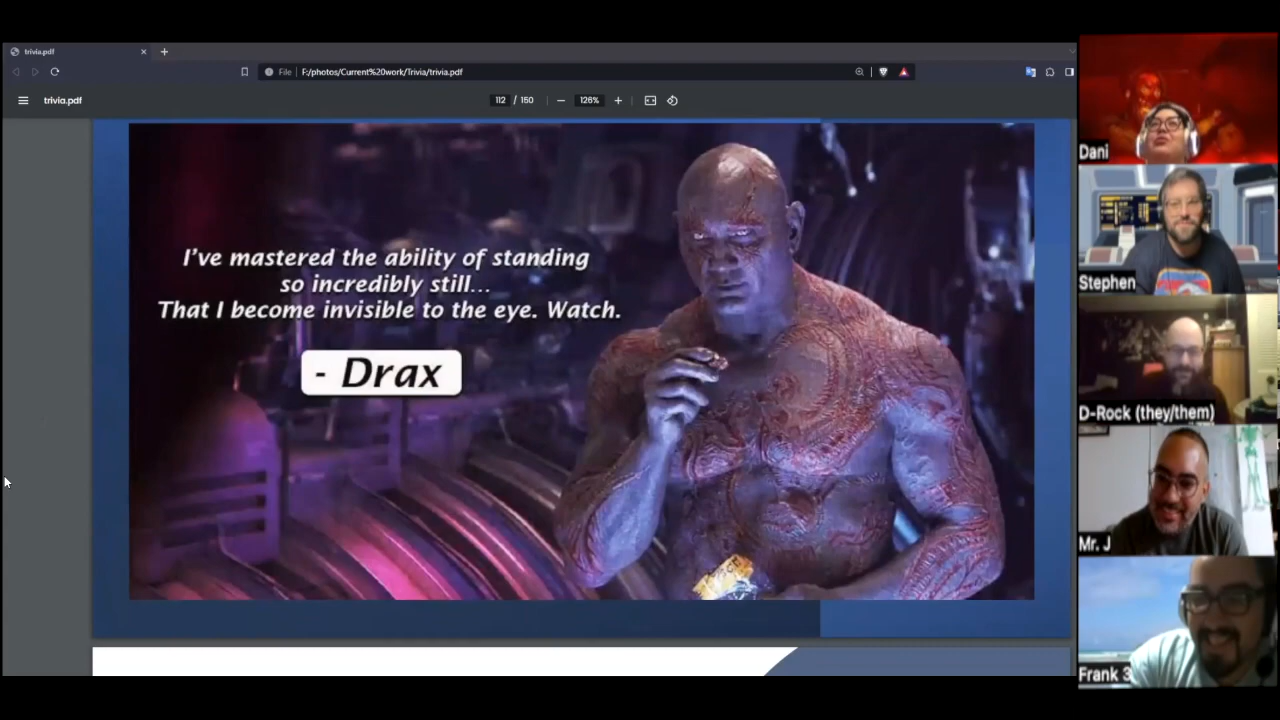 trivia.pdf
File
F:/photos/Current%20work/Trivia/trivia.pdf
trivia.pdf
112 / 150
126%
I've mastered the ability of standing
so incredibly still...
That I become invisible to the eye. Watch.
- Drax
Dani
Stephen
D-Rock (they/them)
Mr. J
Frank 3